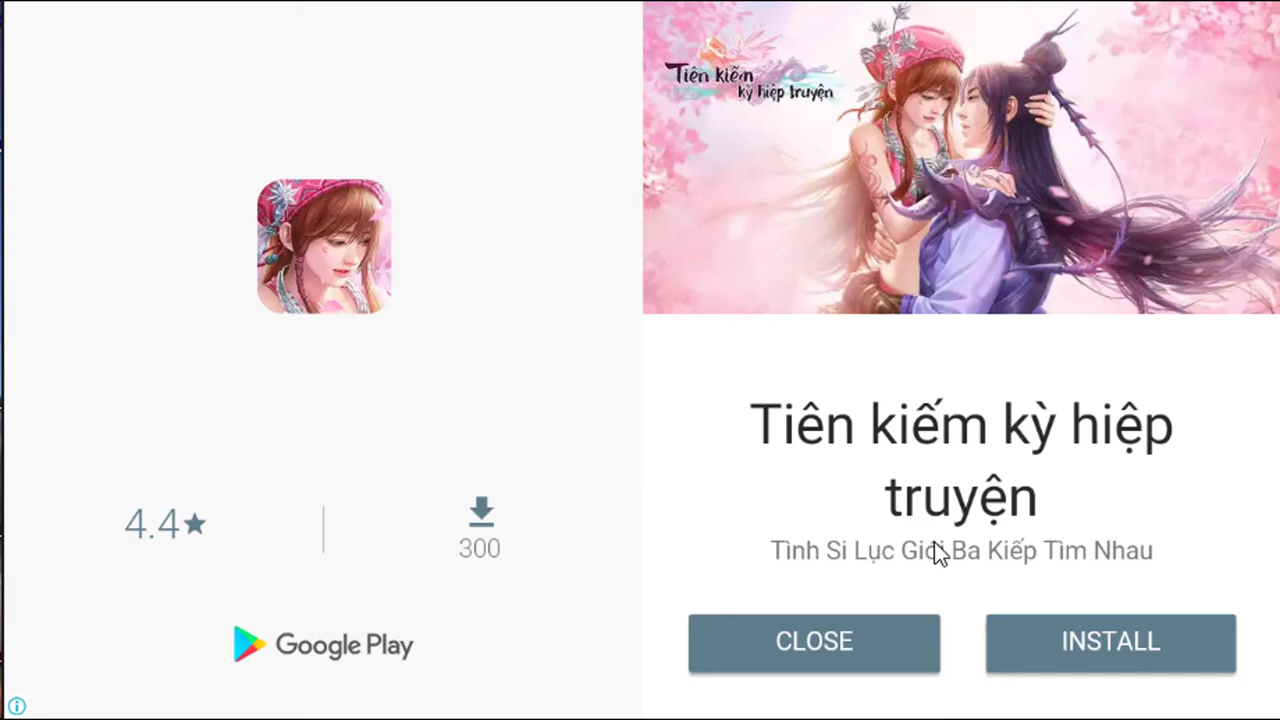 Tiên kiếm
kỳ hiệp truyện
4.4★
300
Google Play
Tiên kiếm kỳ hiệp
truyện
Tình Si Lục Giới Ba Kiếp Tìm Nhau
CLOSE
INSTALL